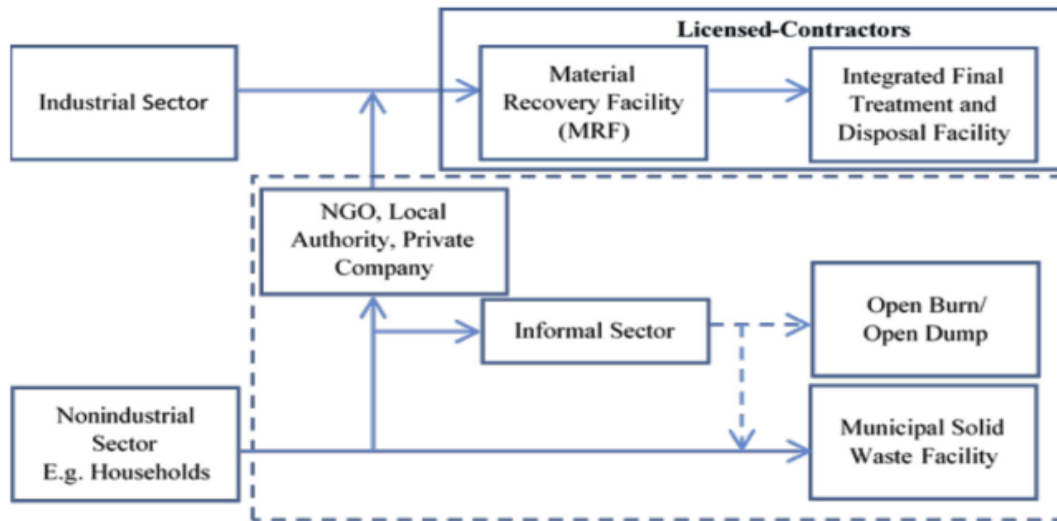 Licensed-Contractors
Industrial Sector
Material
Recovery Facility
(MRF)
Integrated Final
Treatment and
Disposal Facility
NGO, Local
Authority, Private
Company
Informal Sector
Open Burn/
Open Dump
Nonindustrial
Sector
E.g. Households
Municipal Solid
Waste Facility